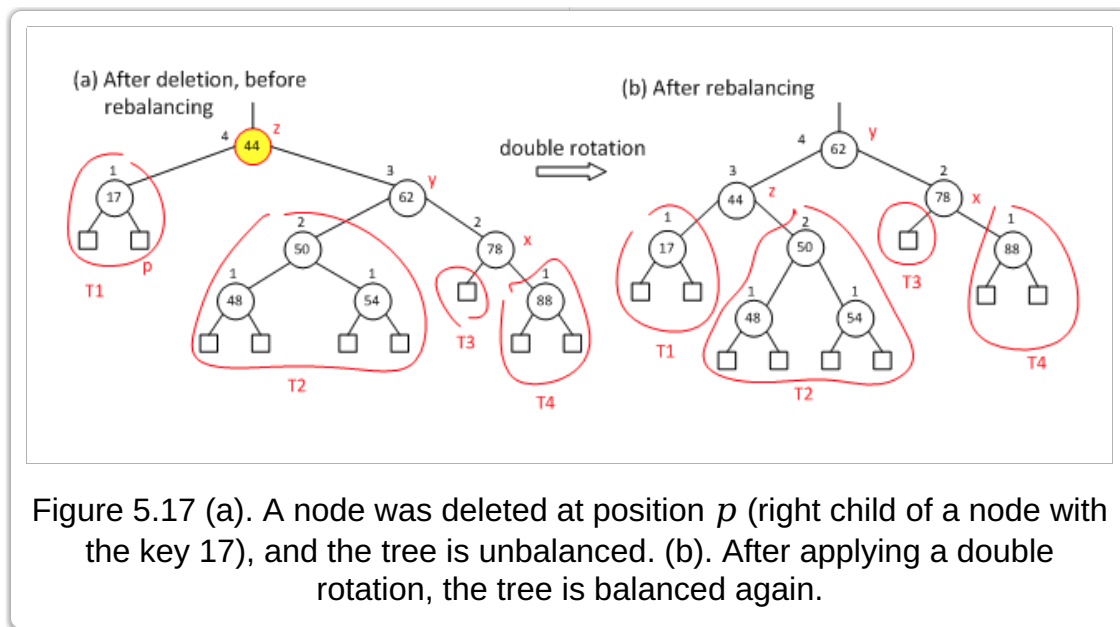 (a) After deletion, before
rebalancing
(b) After rebalancing
4
z
44
double rotation
4
y
62
1
17
3
y
62
3
z
44
2
78
x
p
T1
2
50
2
78
x
1
17
2
50
T3
1
88
1
48
1
54
1
88
T3
T1
1
48
1
54
T2
T4
T2
T4
Figure 5.17 (a). A node was deleted at position p (right child of a node with
the key 17), and the tree is unbalanced. (b). After applying a double
rotation, the tree is balanced again.